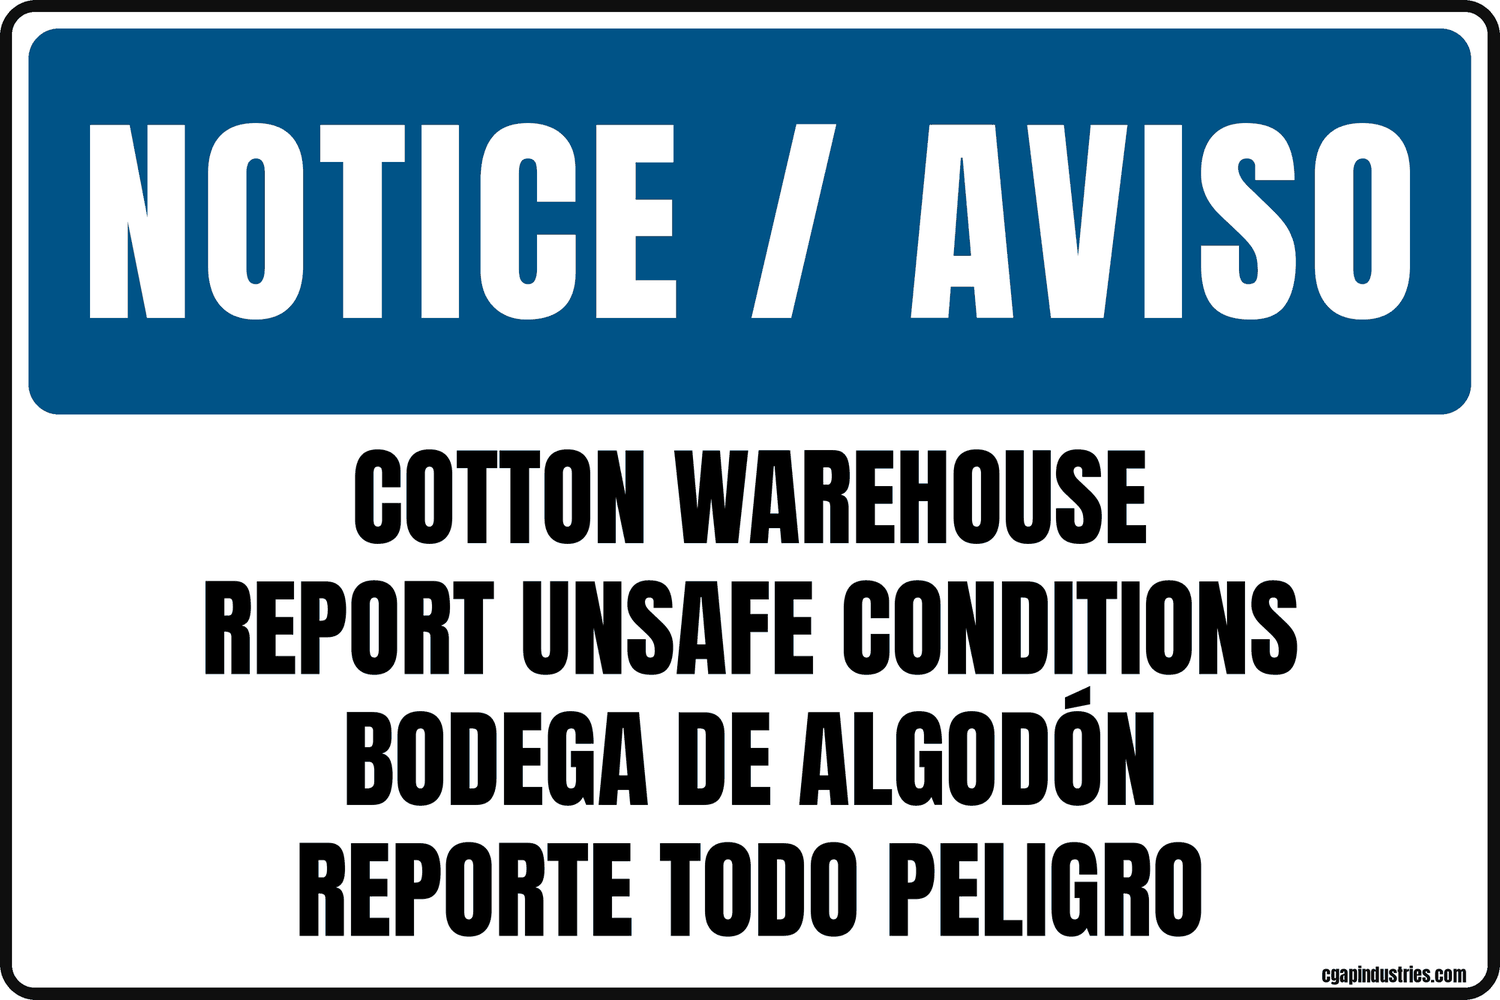 NOTICE / AVISO
COTTON WAREHOUSE
REPORT UNSAFE CONDITIONS
BODEGA DE ALGODÓN
REPORTE TODO PELIGRO
cgapindustries.com